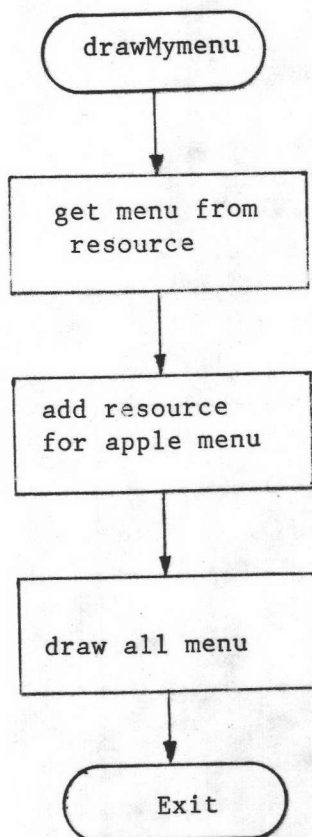 drawMymenu
get menu from
resource
add resource
for apple menu
draw all menu
Exit